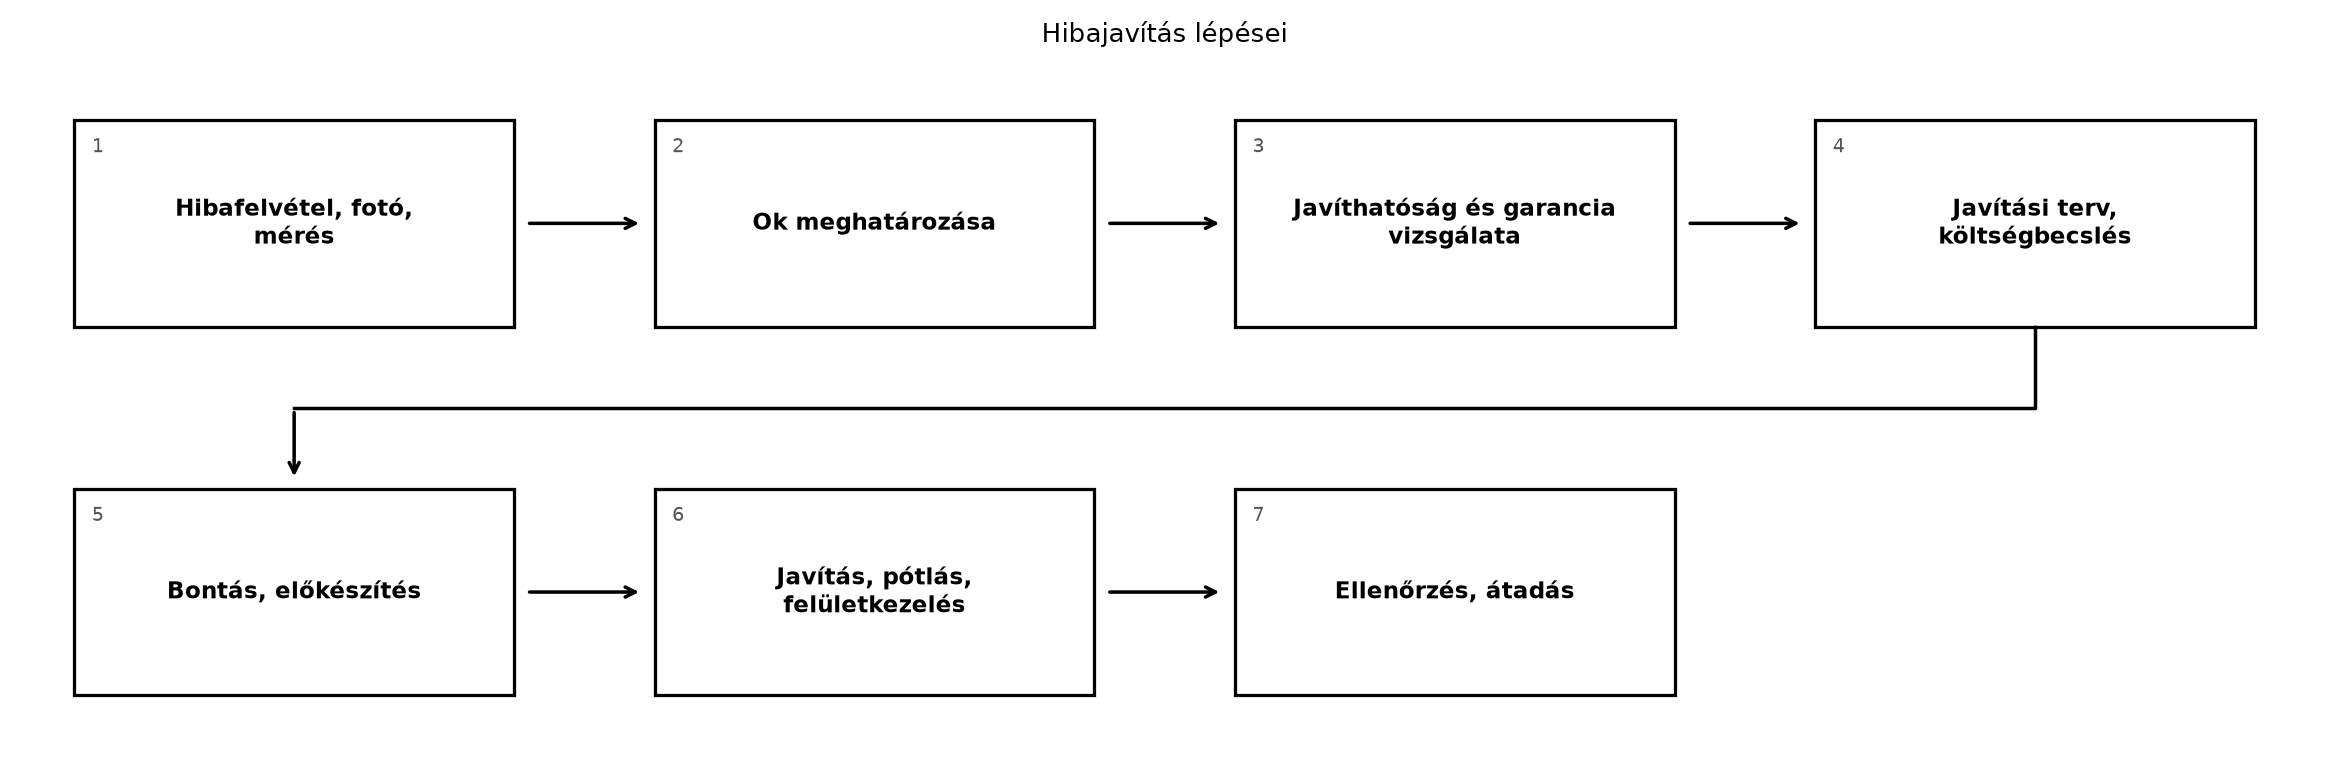 Hibajavítás lépései
1
Hibafelvétel, fotó,
mérés
2
Ok meghatározása
3
Javíthatóság és garancia
vizsgálata
4
Javítási terv,
költségbecslés
5
Bontás, előkészítés
6
Javítás, pótlás,
felületkezelés
7
Ellenőrzés, átadás